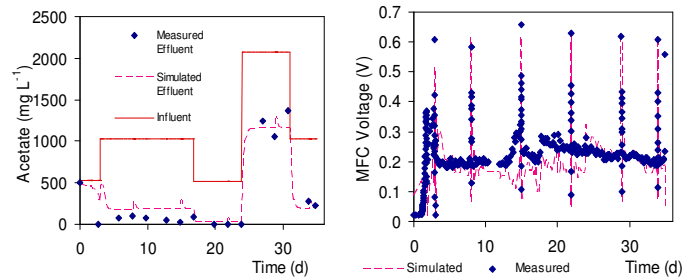 2500
2000
1500
1000
500
0
Acetate (mg L⁻¹)
Measured
Effluent
Simulated
Effluent
Influent
0 10 20 30
Time (d)
0.7
0.6
0.5
0.4
0.3
0.2
0.1
0
MFC Voltage (V)
0 10 20 30
Time (d)
Simulated Measured